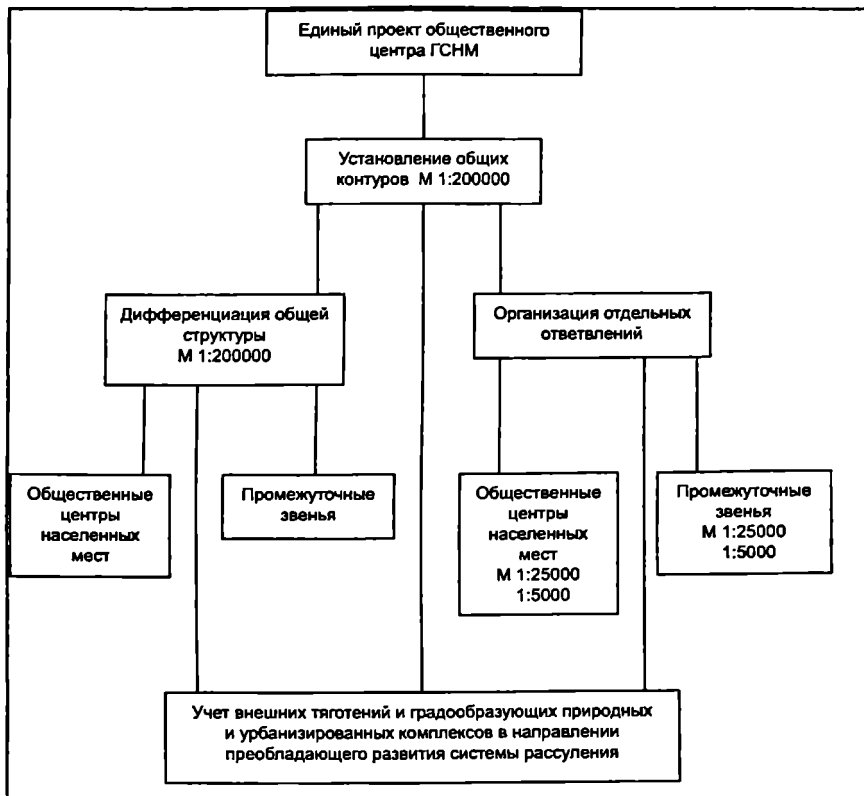 Единый проект общественного
центра ГСНМ
Установление общих
контуров М 1:200000
Дифференциация общей
структуры
М 1:200000
Организация отдельных
ответвлений
Общественные
центры
населенных
мест
Промежуточные
звенья
Общественные
центры
населенных
мест
М 1:25000
1:5000
Промежуточные
звенья
М 1:25000
1:5000
Учет внешних тяготений и градообразующих природных
и урбанизированных комплексов в направлении
преобладающего развития системы рассуления